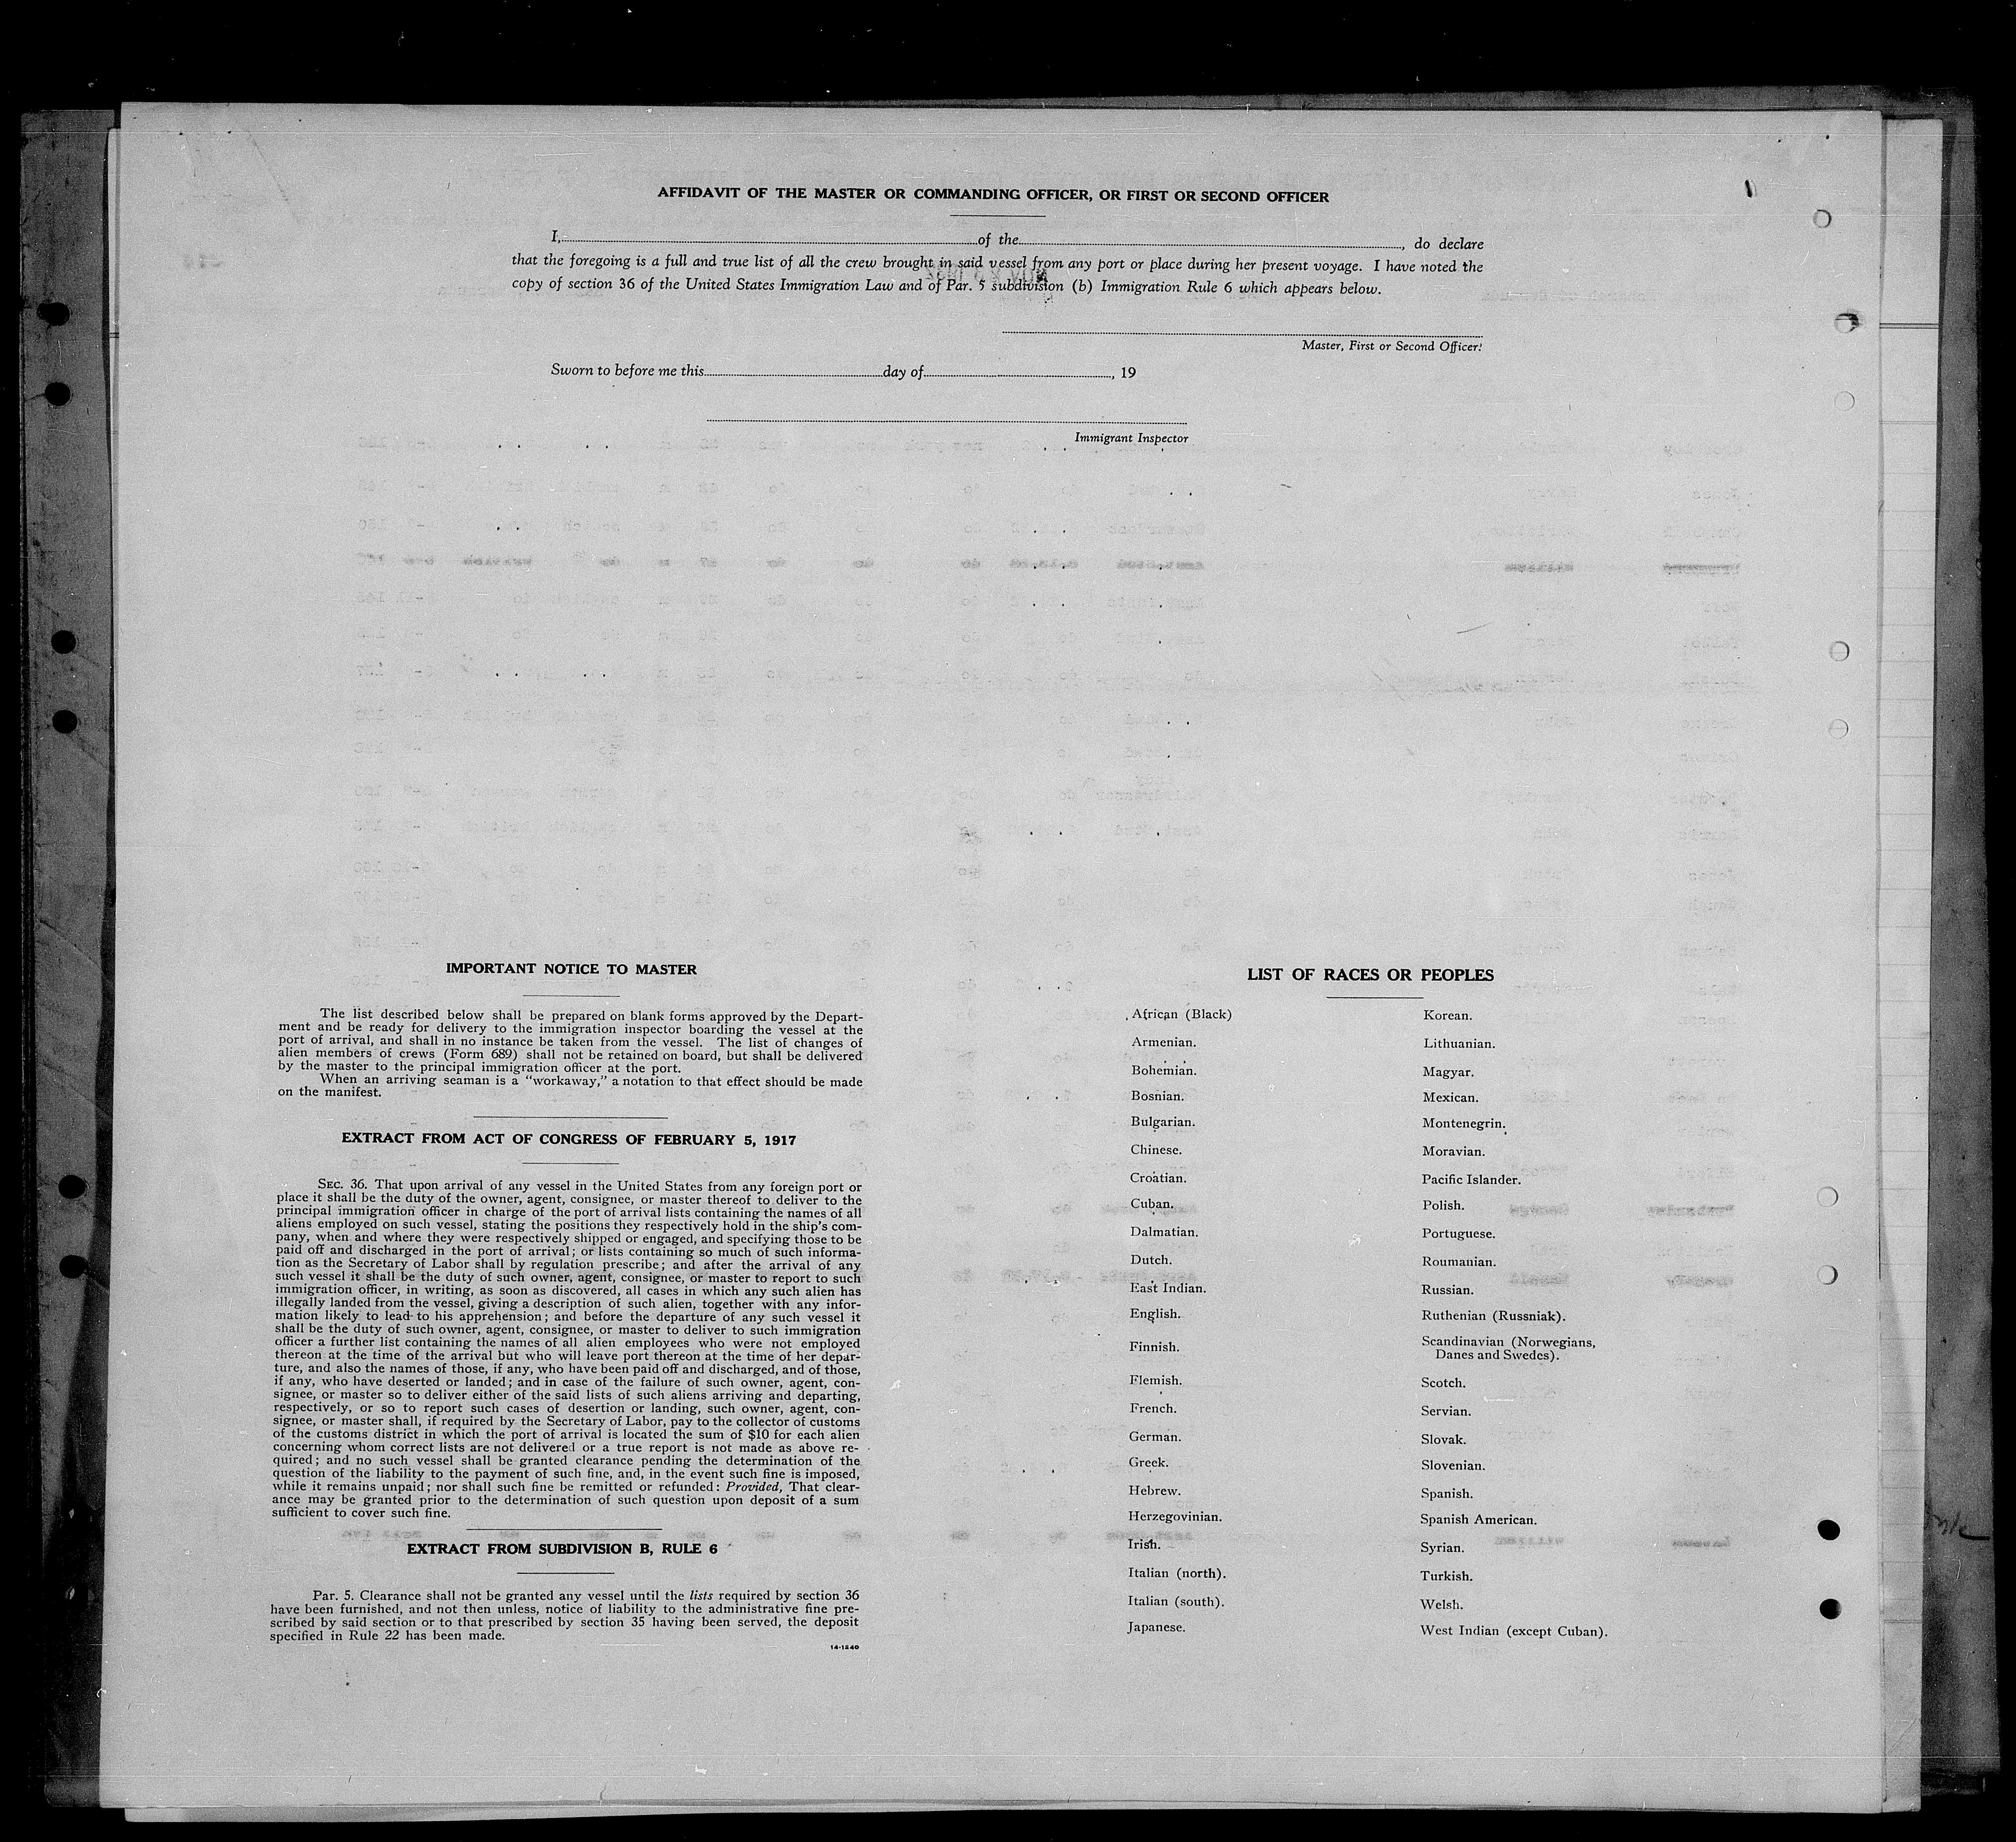 AFFIDAVIT OF THE MASTER OR COMMANDING OFFICER, OR FIRST OR SECOND OFFICER
I, of the , do declare
that the foregoing is a full and true list of all the crew brought in said vessel from any port or place during her present voyage. I have noted the
copy of section 36 of the United States Immigration Law and of Par. 5 subdivision (b) Immigration Rule 6 which appears below.
Master, First or Second Officer.
Sworn to before me this day of , 19
Immigrant Inspector
IMPORTANT NOTICE TO MASTER
The list described below shall be prepared on blank forms approved by the Depart-
ment and be ready for delivery to the immigration inspector boarding the vessel at the
port of arrival, and shall in no instance be taken from the vessel. The list of changes of
alien members of crews (Form 689) shall not be retained on board, but shall be delivered
by the master to the principal immigration officer at the port.
When an arriving seaman is a "workaway," a notation to that effect should be made
on the manifest.
EXTRACT FROM ACT OF CONGRESS OF FEBRUARY 5, 1917
SEC. 36. That upon arrival of any vessel in the United States from any foreign port or
place it shall be the duty of the owner, agent, consignee, or master thereof to deliver to the
principal immigration officer in charge of the port of arrival lists containing the names of all
aliens employed on such vessel, stating the positions they respectively hold in the ship's com-
pany, when and where they were respectively shipped or engaged, and specifying those to be
paid off and discharged in the port of arrival; or lists containing so much of such informa-
tion as the Secretary of Labor shall by regulation prescribe; and after the arrival of any
such vessel it shall be the duty of such owner, agent, consignee, or master to report to such
immigration officer, in writing, as soon as discovered, all cases in which any such alien has
illegally landed from the vessel, giving a description of such alien, together with any infor-
mation likely to lead to his apprehension; and before the departure of any such vessel it
shall be the duty of such owner, agent, consignee, or master to deliver to such immigration
officer a further list containing the names of all alien employees who were not employed
thereon at the time of the arrival but who will leave port thereon at the time of her depar-
ture, and also the names of those, if any, who have been paid off and discharged, and of those,
if any, who have deserted or landed; and in case of the failure of such owner, agent, con-
signee, or master so to deliver either of the said lists of such aliens arriving and departing,
respectively, or so to report such cases of desertion or landing, such owner, agent, con-
signee, or master shall, if required by the Secretary of Labor, pay to the collector of customs
of the customs district in which the port of arrival is located the sum of $10 for each alien
concerning whom correct lists are not delivered or a true report is not made as above re-
quired; and no such vessel shall be granted clearance pending the determination of the
question of the liability to the payment of such fine, and, in the event such fine is imposed,
while it remains unpaid; nor shall such fine be remitted or refunded: Provided, That clear-
ance may be granted prior to the determination of such question upon deposit of a sum
sufficient to cover such fine.
EXTRACT FROM SUBDIVISION B, RULE 6
Par. 5. Clearance shall not be granted any vessel until the lists required by section 36
have been furnished, and not then unless, notice of liability to the administrative fine pre-
scribed by said section or to that prescribed by section 35 having been served, the deposit
specified in Rule 22 has been made.
14-1240
LIST OF RACES OR PEOPLES
African (Black)
Armenian.
Bohemian.
Bosnian.
Bulgarian.
Chinese.
Croatian.
Cuban.
Dalmatian.
Dutch.
East Indian.
English.
Finnish.
Flemish.
French.
German.
Greek.
Hebrew.
Herzegovinian.
Irish.
Italian (north).
Italian (south).
Japanese.
Korean.
Lithuanian.
Magyar.
Mexican.
Montenegrin.
Moravian.
Pacific Islander.
Polish.
Portuguese.
Roumanian.
Russian.
Ruthenian (Russniak).
Scandinavian (Norwegians,
Danes and Swedes).
Scotch.
Servian.
Slovak.
Slovenian.
Spanish.
Spanish American.
Syrian.
Turkish.
Welsh.
West Indian (except Cuban).